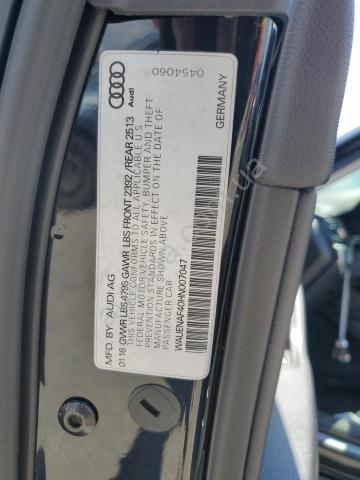 MFD. BY AUDI AG
01 16 GVWR LBS 4795 GAWR LBS FRONT 2392 / REAR 2513
THIS VEHICLE CONFORMS TO ALL APPLICABLE U.S.
FEDERAL MOTOR VEHICLE SAFETY, BUMPER AND THEFT
PREVENTION STANDARDS IN EFFECT ON THE DATE OF
MANUFACTURE SHOWN ABOVE
PASSENGER CAR
WAUENAF40HN007047
Audi
0454060
GERMANY